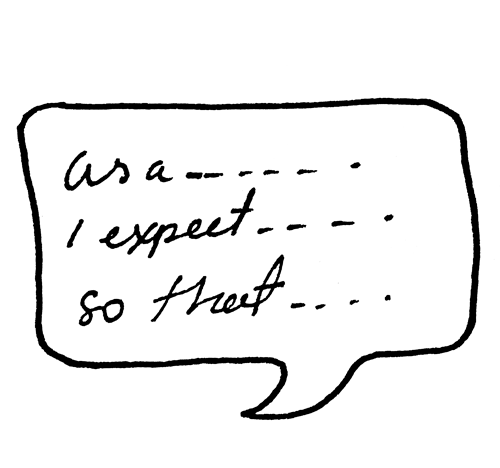 as a ------ .
I expect ---- .
so that ----